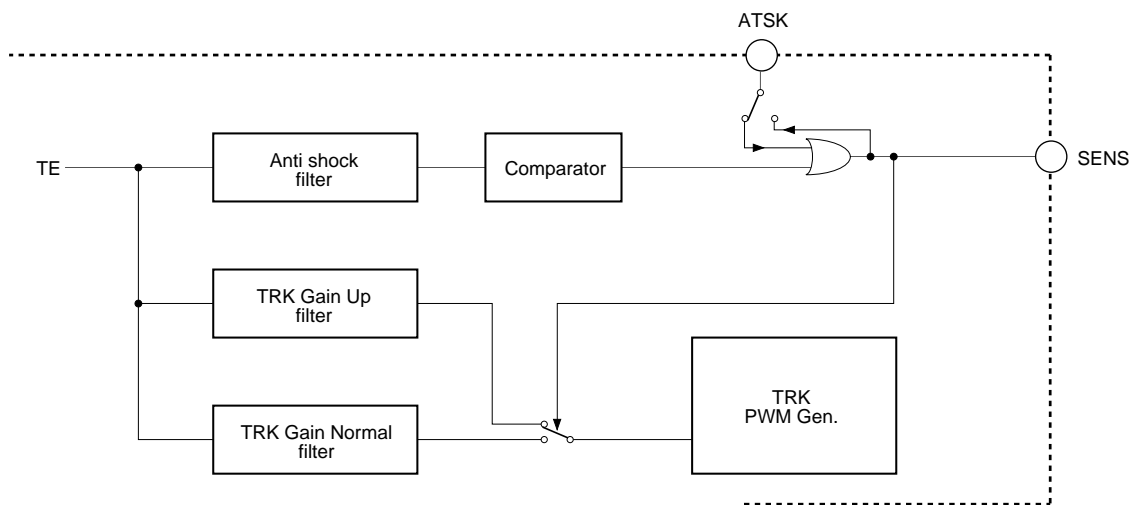 ATSK
TE
Anti shock
filter
Comparator
SENS
TRK Gain Up
filter
TRK
PWM Gen.
TRK Gain Normal
filter